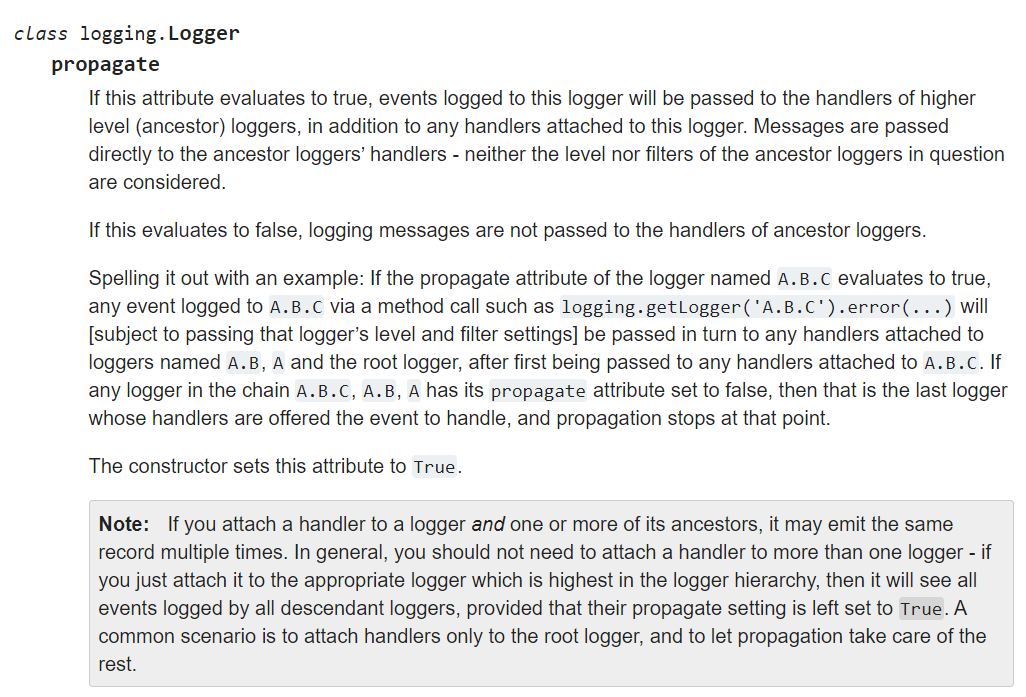 class logging.Logger
propagate
If this attribute evaluates to true, events logged to this logger will be passed to the handlers of higher
level (ancestor) loggers, in addition to any handlers attached to this logger. Messages are passed
directly to the ancestor loggers’ handlers - neither the level nor filters of the ancestor loggers in question
are considered.
If this evaluates to false, logging messages are not passed to the handlers of ancestor loggers.
Spelling it out with an example: If the propagate attribute of the logger named A.B.C evaluates to true,
any event logged to A.B.C via a method call such as logging.getLogger('A.B.C').error(...) will
[subject to passing that logger’s level and filter settings] be passed in turn to any handlers attached to
loggers named A.B, A and the root logger, after first being passed to any handlers attached to A.B.C. If
any logger in the chain A.B.C, A.B, A has its propagate attribute set to false, then that is the last logger
whose handlers are offered the event to handle, and propagation stops at that point.
The constructor sets this attribute to True.
Note: If you attach a handler to a logger and one or more of its ancestors, it may emit the same
record multiple times. In general, you should not need to attach a handler to more than one logger - if
you just attach it to the appropriate logger which is highest in the logger hierarchy, then it will see all
events logged by all descendant loggers, provided that their propagate setting is left set to True. A
common scenario is to attach handlers only to the root logger, and to let propagation take care of the
rest.